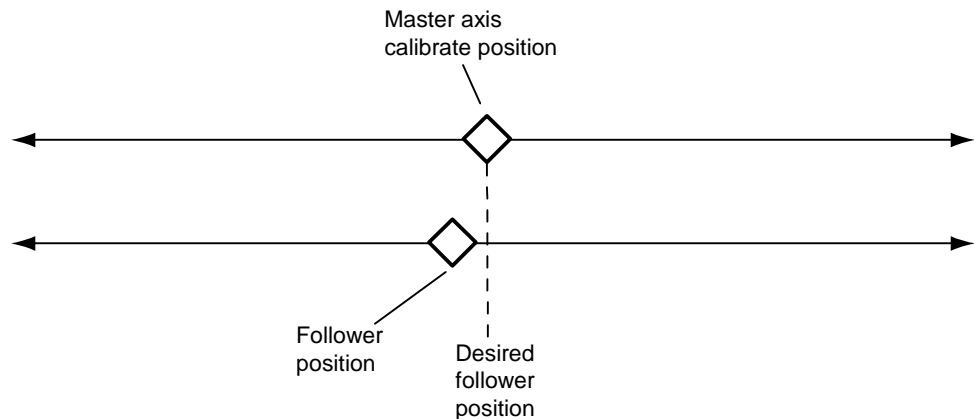 Master axis
calibrate position
Follower
position
Desired
follower
position